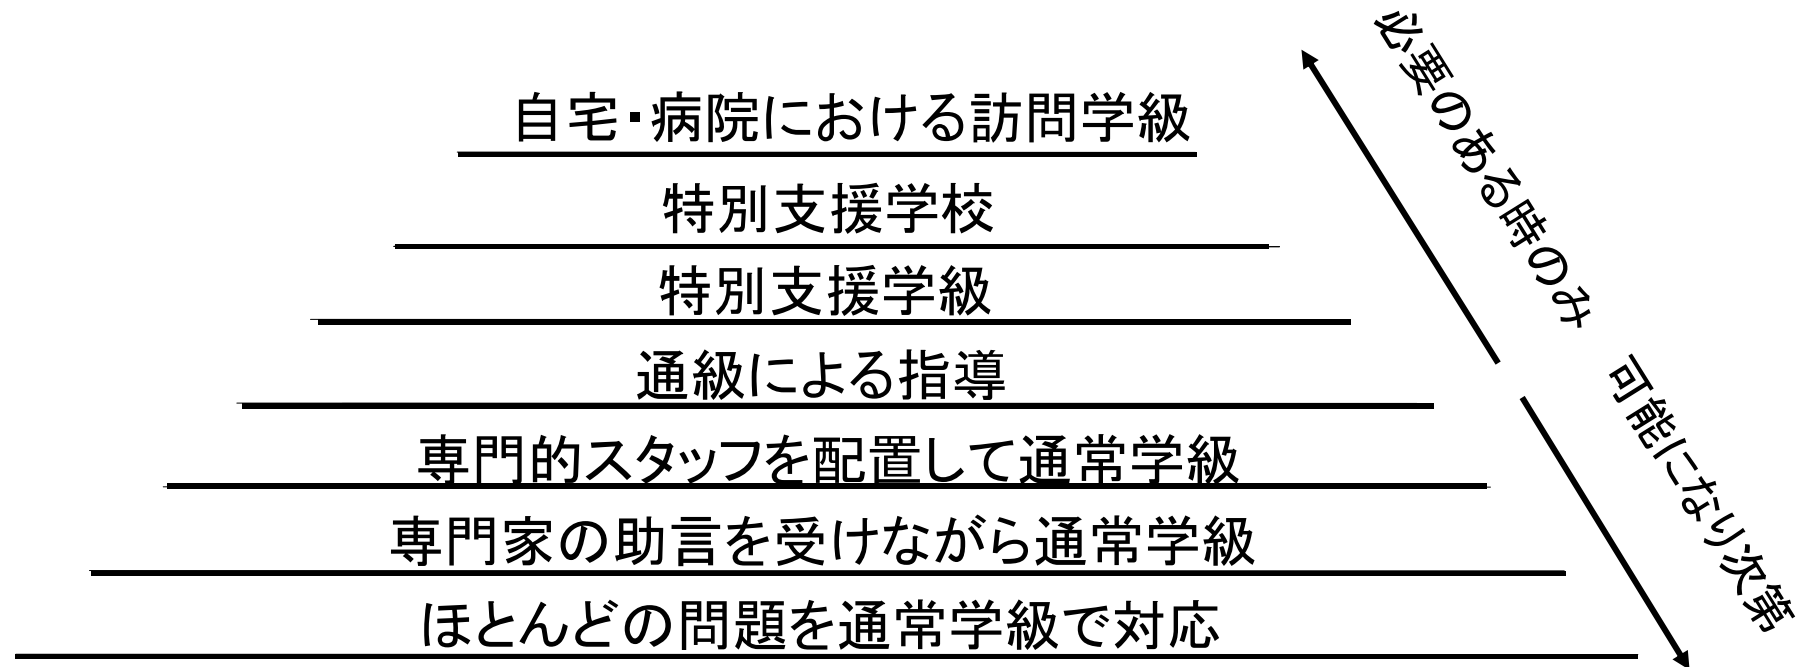 自宅・病院における訪問学級
特別支援学校
特別支援学級
通級による指導
専門的スタッフを配置して通常学級
専門家の助言を受けながら通常学級
ほとんどの問題を通常学級で対応
必要のある時のみ
可能になり次第